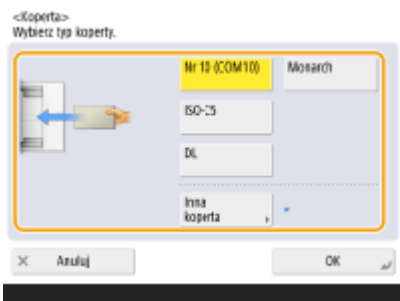 <Koperta>
Wybierz typ koperty.
Nr 10 (COM10)
Monarch
ISO-C5
DL
Inna
koperta
Anuluj
OK